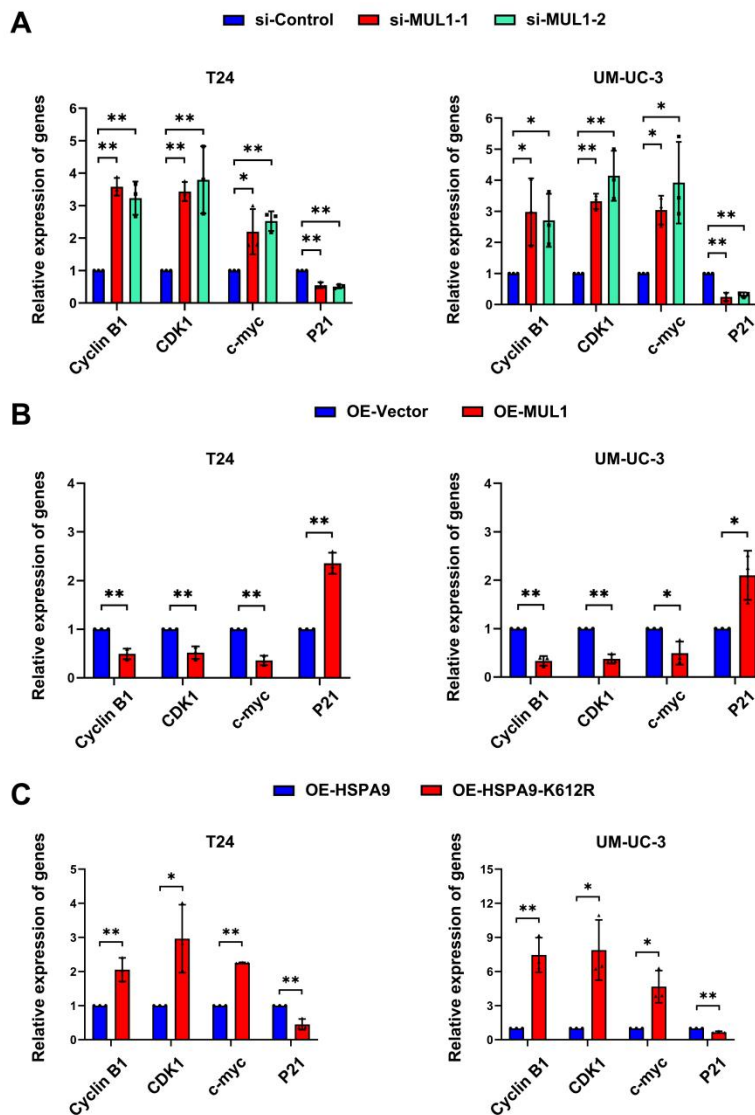 A
si-Control si-MUL1-1 si-MUL1-2
T24
Relative expression of genes
6
5
4
3
2
1
0
** ** ** ** ** * ** **
Cyclin B1 CDK1 c-myc P21
UM-UC-3
Relative expression of genes
6
5
4
3
2
1
0
* * ** ** * * ** **
Cyclin B1 CDK1 c-myc P21
B
OE-Vector OE-MUL1
T24
Relative expression of genes
4
3
2
1
0
** ** ** **
Cyclin B1 CDK1 c-myc P21
UM-UC-3
Relative expression of genes
4
3
2
1
0
** ** * *
Cyclin B1 CDK1 c-myc P21
C
OE-HSPA9 OE-HSPA9-K612R
T24
Relative expression of genes
5
4
3
2
1
0
** * ** **
Cyclin B1 CDK1 c-myc P21
UM-UC-3
Relative expression of genes
15
12
9
6
3
0
** * * **
Cyclin B1 CDK1 c-myc P21